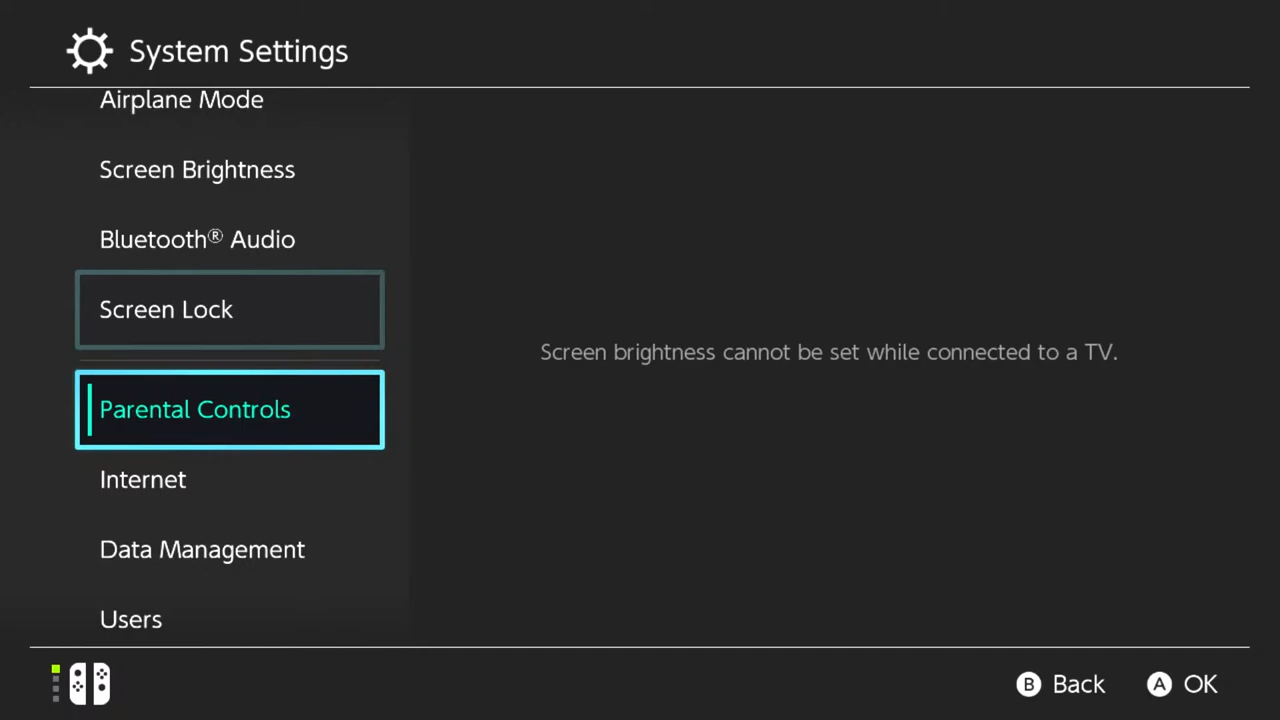 System Settings
Airplane Mode
Screen Brightness
Bluetooth® Audio
Screen Lock
Screen brightness cannot be set while connected to a TV.
Parental Controls
Internet
Data Management
Users
B Back A OK